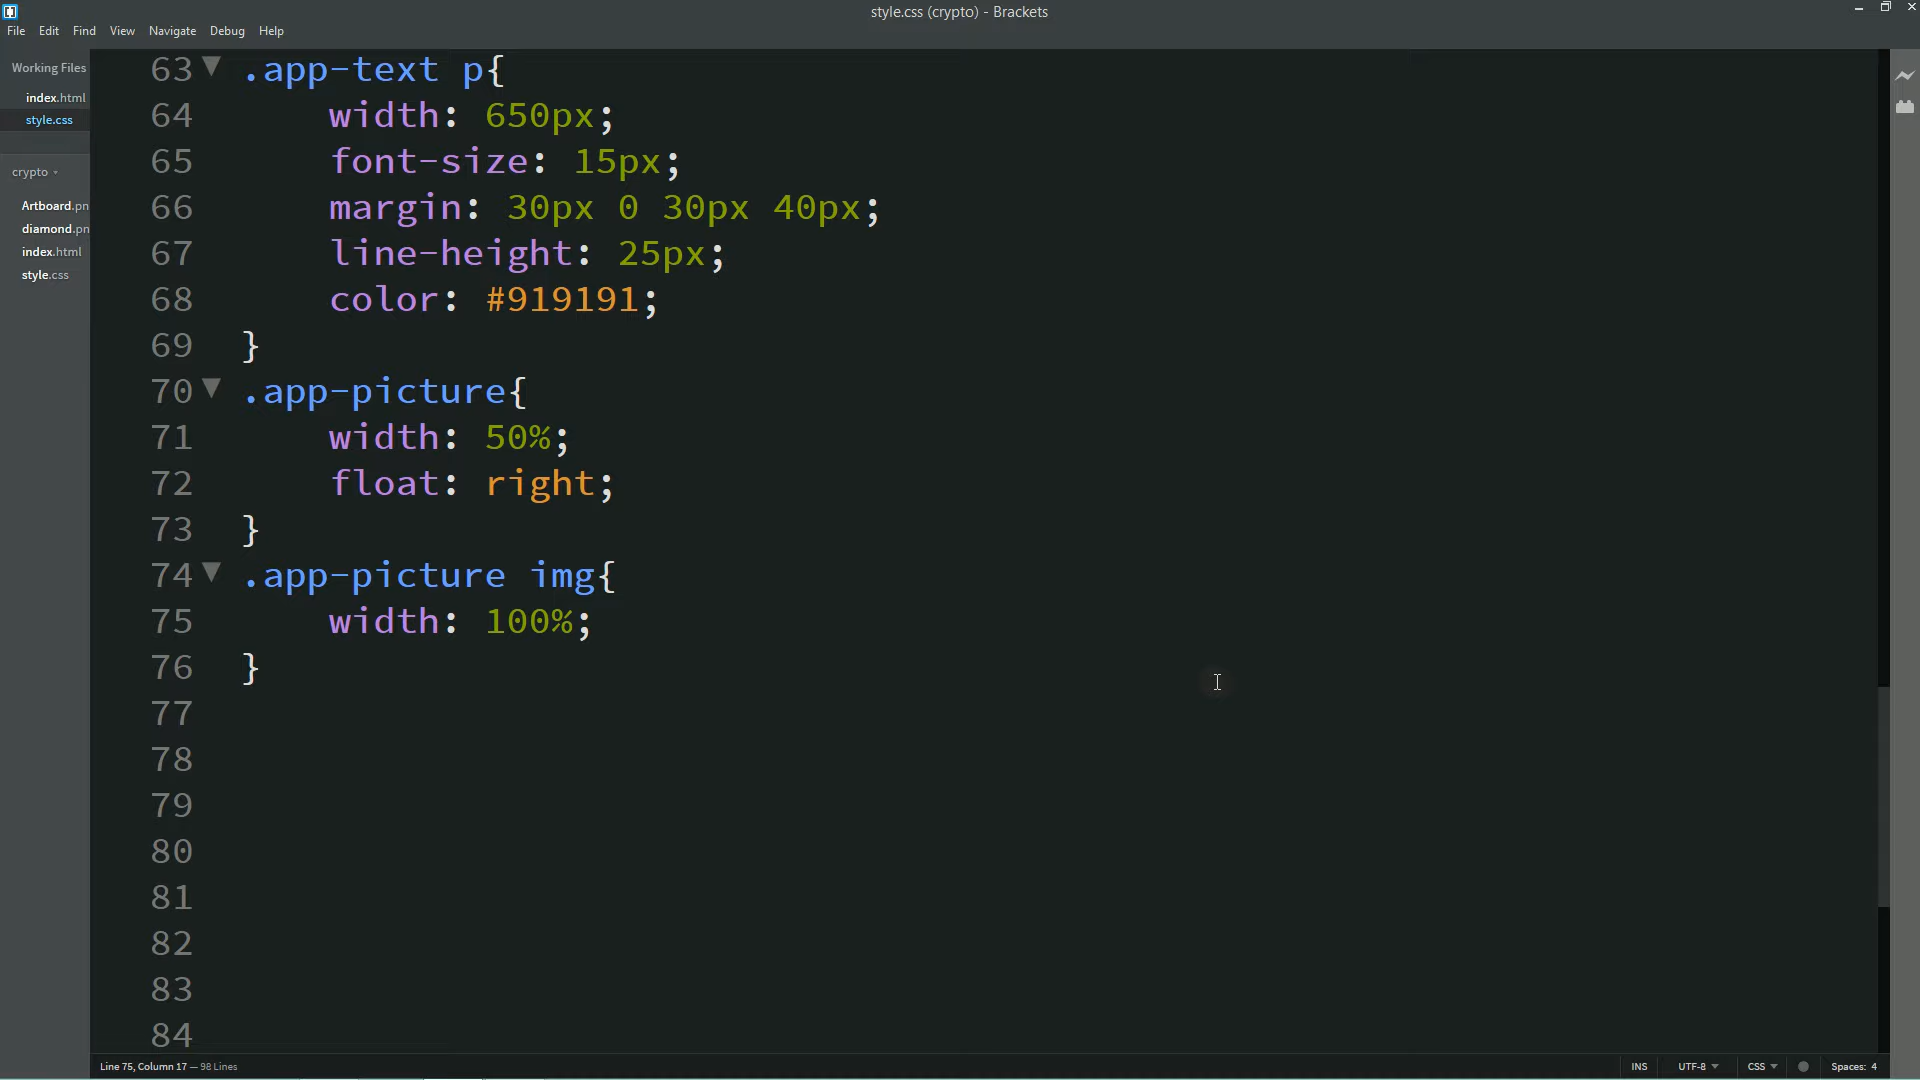 style.css (crypto) - Brackets
File Edit Find View Navigate Debug Help
Working Files
index.html
style.css
crypto
Artboard.pn
diamond.pn
index.html
style.css
63 .app-text p{
64 width: 650px;
65 font-size: 15px;
66 margin: 30px 0 30px 40px;
67 line-height: 25px;
68 color: #919191;
69 }
70 .app-picture{
71 width: 50%;
72 float: right;
73 }
74 .app-picture img{
75 width: 100%;
76 }
77
78
79
80
81
82
83
84
Line 75, Column 17 — 98 Lines
INS UTF-8 CSS Spaces: 4